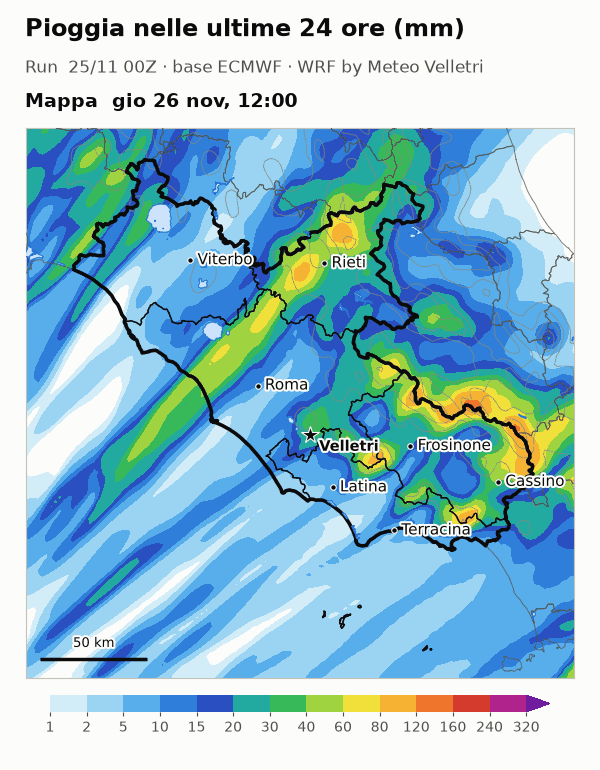 Pioggia nelle ultime 24 ore (mm)
Run  25/11 00Z · base ECMWF · WRF by Meteo Velletri
Mappa  gio 26 nov, 12:00
Viterbo
Rieti
Roma
Velletri
Frosinone
Cassino
Latina
Terracina
50 km
1 2 5 10 15 20 30 40 60 80 120 160 240 320